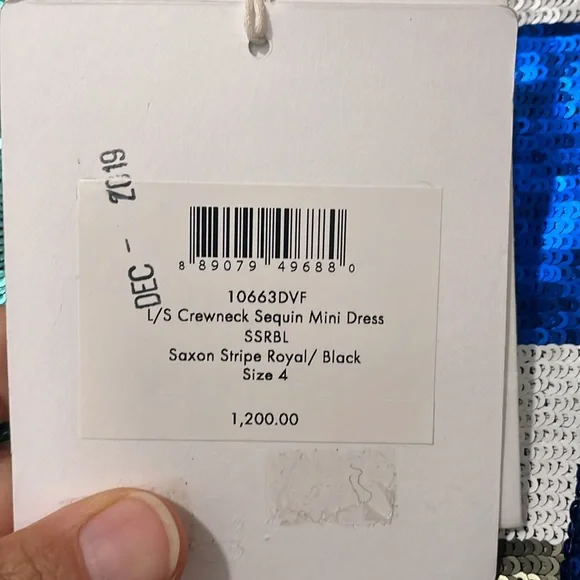 DEC - 2019
8 89079 49688 0
10663DVF
L/S Crewneck Sequin Mini Dress
SSRBL
Saxon Stripe Royal/ Black
Size 4
1,200.00